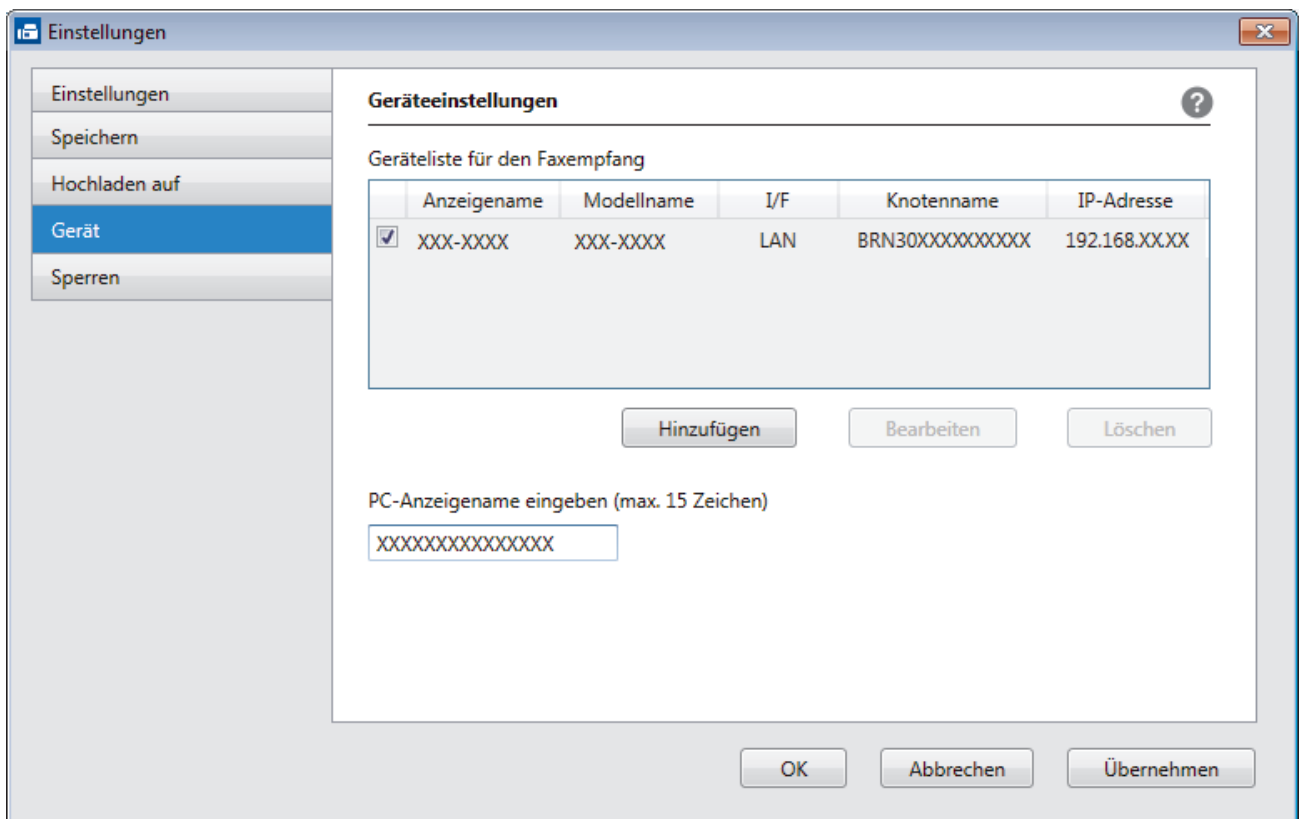 Einstellungen
Einstellungen
Speichern
Hochladen auf
Gerät
Sperren
Geräteeinstellungen
?
Geräteliste für den Faxempfang
Anzeigename Modellname I/F Knotenname IP-Adresse
XXX-XXXX XXX-XXXX LAN BRN30XXXXXXXXXX 192.168.XX.XX
Hinzufügen Bearbeiten Löschen
PC-Anzeigename eingeben (max. 15 Zeichen)
XXXXXXXXXXXXXXX
OK Abbrechen Übernehmen